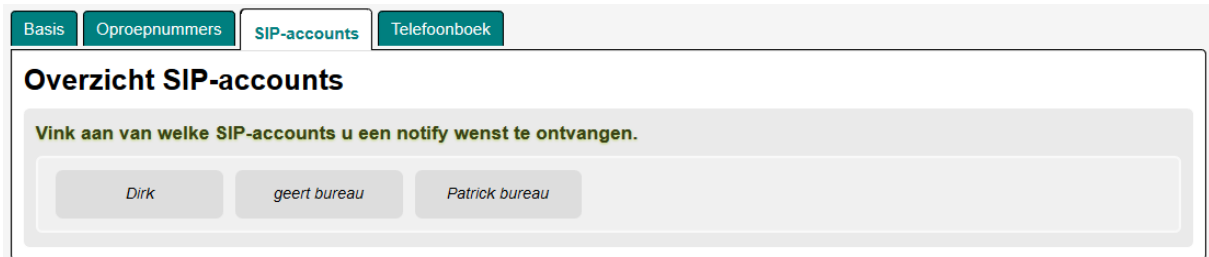 Basis Oproepnummers SIP-accounts Telefoonboek
Overzicht SIP-accounts
Vink aan van welke SIP-accounts u een notify wenst te ontvangen.
Dirk geert bureau Patrick bureau